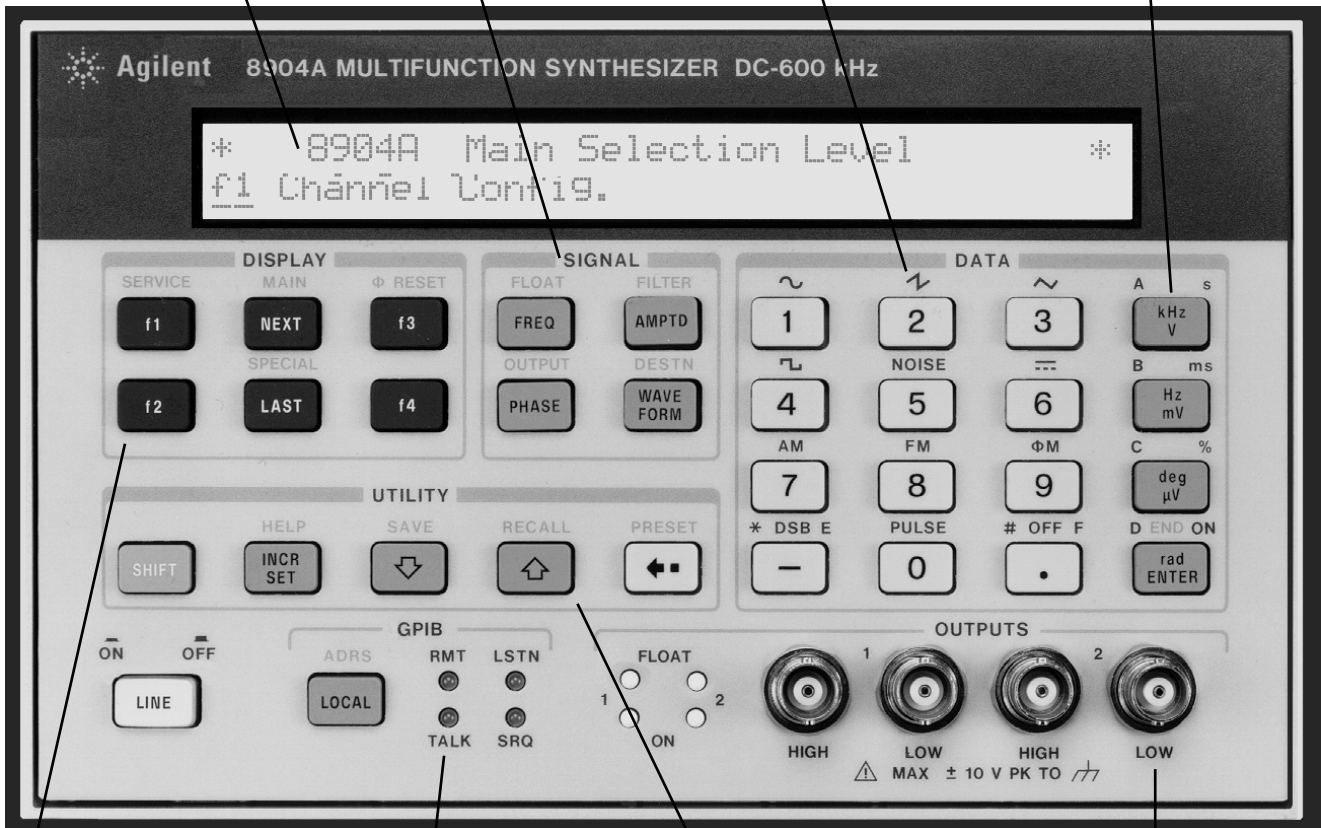 Agilent 8904A MULTIFUNCTION SYNTHESIZER DC-600 kHz
* 8904A Main Selection Level *
f1 Channel Config.
DISPLAY
SERVICE MAIN Φ RESET
f1 NEXT f3
SPECIAL
f2 LAST f4
SIGNAL
FLOAT FILTER
FREQ AMPTD
OUTPUT DESTN
PHASE WAVE FORM
DATA
A s
1 2 3 kHz V
NOISE B ms
4 5 6 Hz mV
AM FM ΦM C %
7 8 9 deg µV
* DSB E PULSE # OFF F D END ON
− 0 . rad ENTER
UTILITY
HELP SAVE RECALL PRESET
SHIFT INCR SET
ON OFF
LINE
GPIB
ADRS RMT LSTN
LOCAL
TALK SRQ
FLOAT
1 2
ON
OUTPUTS
1 2
HIGH LOW HIGH LOW
MAX ± 10 V PK TO